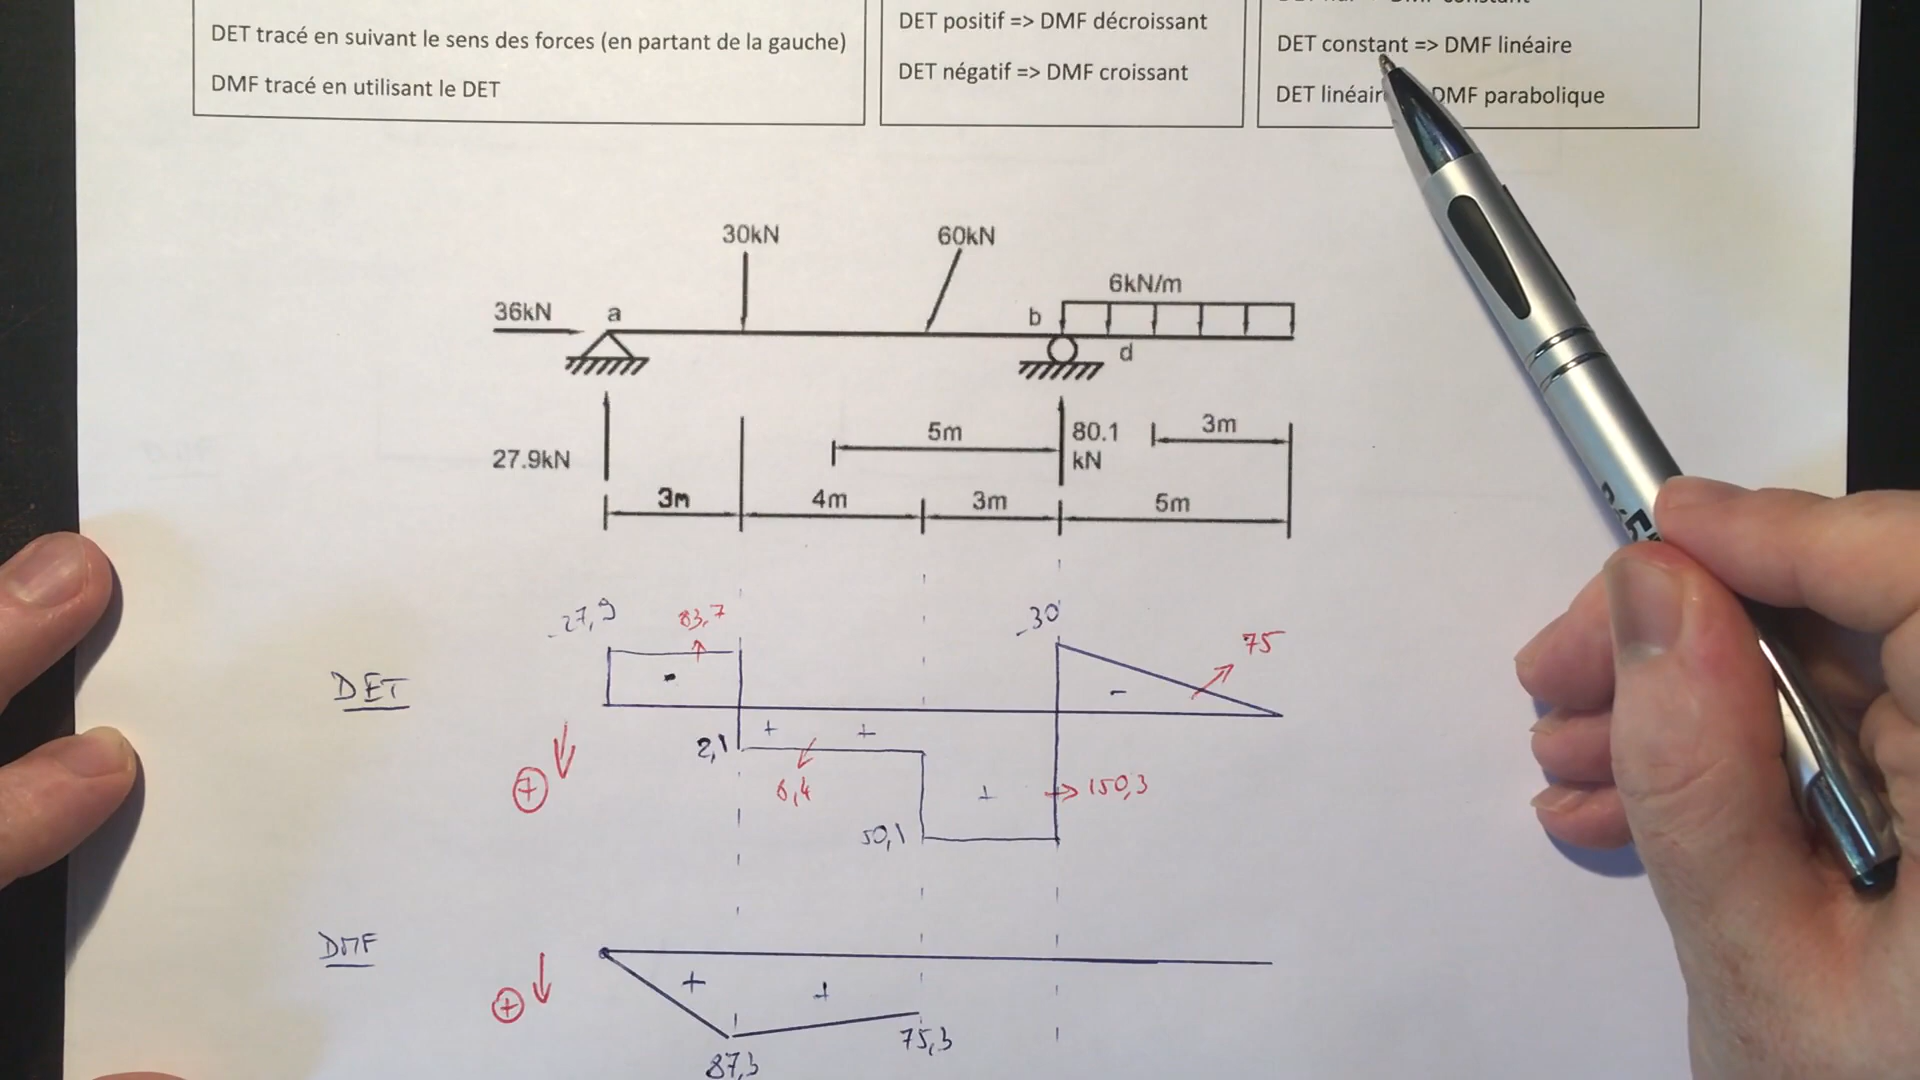 DET tracé en suivant le sens des forces (en partant de la gauche)
DMF tracé en utilisant le DET
DET positif => DMF décroissant
DET négatif => DMF croissant
DET constant => DMF linéaire
DET linéair DMF parabolique
30kN
60kN
6kN/m
36kN
a
b
d
27.9kN
5m
80.1
kN
3m
3m
4m
3m
5m
-27,9
83,7
-30
75
DET
-
-
+
+
2,1
6,4
+
+
150,3
50,1
DMF
+
+
+
75,3
87,3